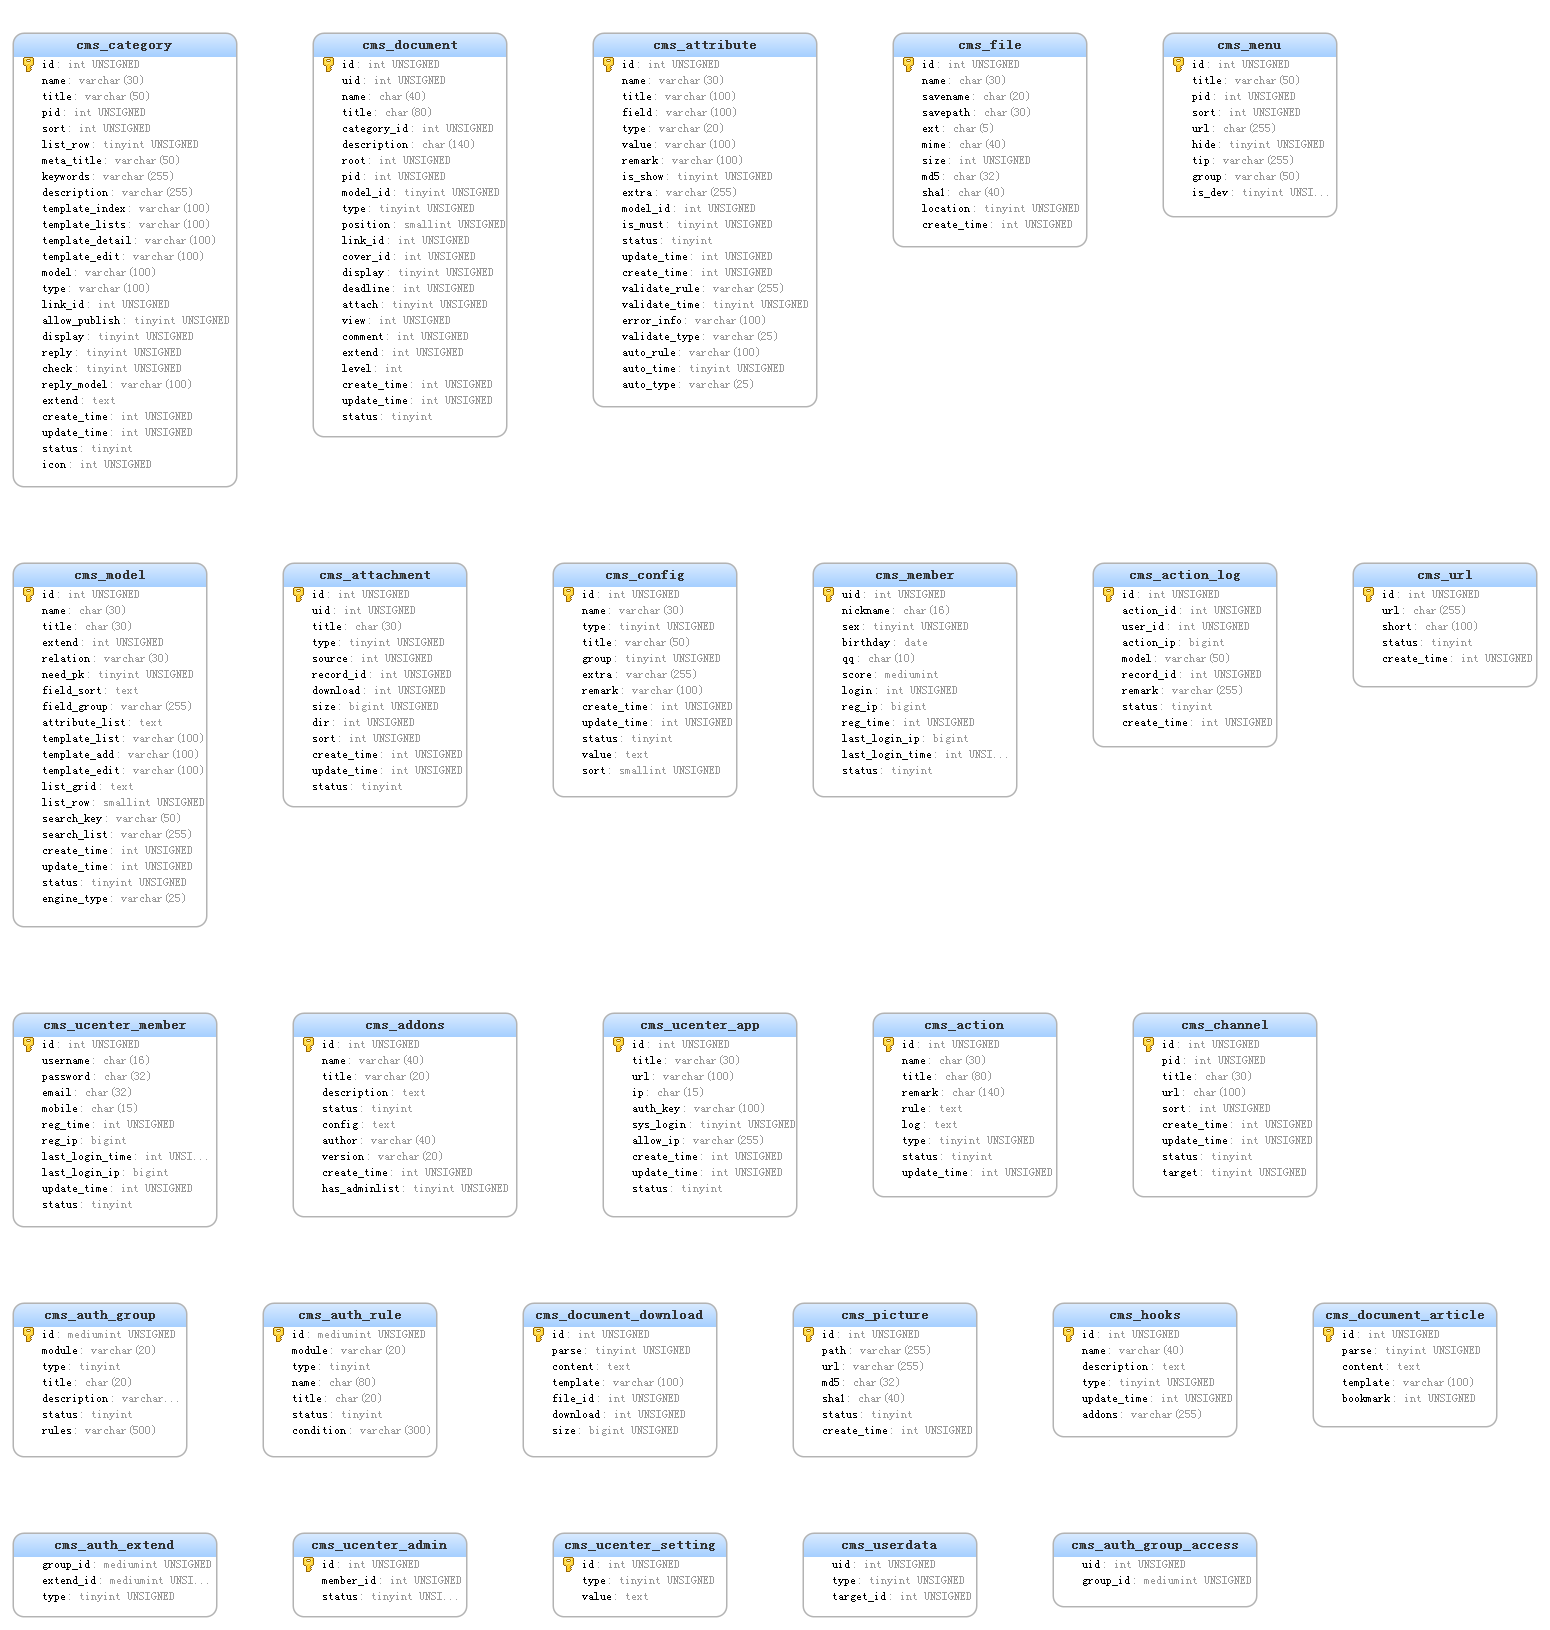 cms_category
id: int UNSIGNED
name: varchar(30)
title: varchar(50)
pid: int UNSIGNED
sort: int UNSIGNED
list_row: tinyint UNSIGNED
meta_title: varchar(50)
keywords: varchar(255)
description: varchar(255)
template_index: varchar(100)
template_lists: varchar(100)
template_detail: varchar(100)
template_edit: varchar(100)
model: varchar(100)
type: varchar(100)
link_id: int UNSIGNED
allow_publish: tinyint UNSIGNED
display: tinyint UNSIGNED
reply: tinyint UNSIGNED
check: tinyint UNSIGNED
reply_model: varchar(100)
extend: text
create_time: int UNSIGNED
update_time: int UNSIGNED
status: tinyint
icon: int UNSIGNED
cms_document
id: int UNSIGNED
uid: int UNSIGNED
name: char(40)
title: char(80)
category_id: int UNSIGNED
description: char(140)
root: int UNSIGNED
pid: int UNSIGNED
model_id: tinyint UNSIGNED
type: tinyint UNSIGNED
position: smallint UNSIGNED
link_id: int UNSIGNED
cover_id: int UNSIGNED
display: tinyint UNSIGNED
deadline: int UNSIGNED
attach: tinyint UNSIGNED
view: int UNSIGNED
comment: int UNSIGNED
extend: int UNSIGNED
level: int
create_time: int UNSIGNED
update_time: int UNSIGNED
status: tinyint
cms_attribute
id: int UNSIGNED
name: varchar(30)
title: varchar(100)
field: varchar(100)
type: varchar(20)
value: varchar(100)
remark: varchar(100)
is_show: tinyint UNSIGNED
extra: varchar(255)
model_id: int UNSIGNED
is_must: tinyint UNSIGNED
status: tinyint
update_time: int UNSIGNED
create_time: int UNSIGNED
validate_rule: varchar(255)
validate_time: tinyint UNSIGNED
error_info: varchar(100)
validate_type: varchar(25)
auto_rule: varchar(100)
auto_time: tinyint UNSIGNED
auto_type: varchar(25)
cms_file
id: int UNSIGNED
name: char(30)
savename: char(20)
savepath: char(30)
ext: char(5)
mime: char(40)
size: int UNSIGNED
md5: char(32)
sha1: char(40)
location: tinyint UNSIGNED
create_time: int UNSIGNED
cms_menu
id: int UNSIGNED
title: varchar(50)
pid: int UNSIGNED
sort: int UNSIGNED
url: char(255)
hide: tinyint UNSIGNED
tip: varchar(255)
group: varchar(50)
is_dev: tinyint UNSI...
cms_model
id: int UNSIGNED
name: char(30)
title: char(30)
extend: int UNSIGNED
relation: varchar(30)
need_pk: tinyint UNSIGNED
field_sort: text
field_group: varchar(255)
attribute_list: text
template_list: varchar(100)
template_add: varchar(100)
template_edit: varchar(100)
list_grid: text
list_row: smallint UNSIGNED
search_key: varchar(50)
search_list: varchar(255)
create_time: int UNSIGNED
update_time: int UNSIGNED
status: tinyint UNSIGNED
engine_type: varchar(25)
cms_attachment
id: int UNSIGNED
uid: int UNSIGNED
title: char(30)
type: tinyint UNSIGNED
source: int UNSIGNED
record_id: int UNSIGNED
download: int UNSIGNED
size: bigint UNSIGNED
dir: int UNSIGNED
sort: int UNSIGNED
create_time: int UNSIGNED
update_time: int UNSIGNED
status: tinyint
cms_config
id: int UNSIGNED
name: varchar(30)
type: tinyint UNSIGNED
title: varchar(50)
group: tinyint UNSIGNED
extra: varchar(255)
remark: varchar(100)
create_time: int UNSIGNED
update_time: int UNSIGNED
status: tinyint
value: text
sort: smallint UNSIGNED
cms_member
uid: int UNSIGNED
nickname: char(16)
sex: tinyint UNSIGNED
birthday: date
qq: char(10)
score: mediumint
login: int UNSIGNED
reg_ip: bigint
reg_time: int UNSIGNED
last_login_ip: bigint
last_login_time: int UNSI...
status: tinyint
cms_action_log
id: int UNSIGNED
action_id: int UNSIGNED
user_id: int UNSIGNED
action_ip: bigint
model: varchar(50)
record_id: int UNSIGNED
remark: varchar(255)
status: tinyint
create_time: int UNSIGNED
cms_url
id: int UNSIGNED
url: char(255)
short: char(100)
status: tinyint
create_time: int UNSIGNED
cms_ucenter_member
id: int UNSIGNED
username: char(16)
password: char(32)
email: char(32)
mobile: char(15)
reg_time: int UNSIGNED
reg_ip: bigint
last_login_time: int UNSI...
last_login_ip: bigint
update_time: int UNSIGNED
status: tinyint
cms_addons
id: int UNSIGNED
name: varchar(40)
title: varchar(20)
description: text
status: tinyint
config: text
author: varchar(40)
version: varchar(20)
create_time: int UNSIGNED
has_adminlist: tinyint UNSIGNED
cms_ucenter_app
id: int UNSIGNED
title: varchar(30)
url: varchar(100)
ip: char(15)
auth_key: varchar(100)
sys_login: tinyint UNSIGNED
allow_ip: varchar(255)
create_time: int UNSIGNED
update_time: int UNSIGNED
status: tinyint
cms_action
id: int UNSIGNED
name: char(30)
title: char(80)
remark: char(140)
rule: text
log: text
type: tinyint UNSIGNED
status: tinyint
update_time: int UNSIGNED
cms_channel
id: int UNSIGNED
pid: int UNSIGNED
title: char(30)
url: char(100)
sort: int UNSIGNED
create_time: int UNSIGNED
update_time: int UNSIGNED
status: tinyint
target: tinyint UNSIGNED
cms_auth_group
id: mediumint UNSIGNED
module: varchar(20)
type: tinyint
title: char(20)
description: varchar...
status: tinyint
rules: varchar(500)
cms_auth_rule
id: mediumint UNSIGNED
module: varchar(20)
type: tinyint
name: char(80)
title: char(20)
status: tinyint
condition: varchar(300)
cms_document_download
id: int UNSIGNED
parse: tinyint UNSIGNED
content: text
template: varchar(100)
file_id: int UNSIGNED
download: int UNSIGNED
size: bigint UNSIGNED
cms_picture
id: int UNSIGNED
path: varchar(255)
url: varchar(255)
md5: char(32)
sha1: char(40)
status: tinyint
create_time: int UNSIGNED
cms_hooks
id: int UNSIGNED
name: varchar(40)
description: text
type: tinyint UNSIGNED
update_time: int UNSIGNED
addons: varchar(255)
cms_document_article
id: int UNSIGNED
parse: tinyint UNSIGNED
content: text
template: varchar(100)
bookmark: int UNSIGNED
cms_auth_extend
group_id: mediumint UNSIGNED
extend_id: mediumint UNSI...
type: tinyint UNSIGNED
cms_ucenter_admin
id: int UNSIGNED
member_id: int UNSIGNED
status: tinyint UNSI...
cms_ucenter_setting
id: int UNSIGNED
type: tinyint UNSIGNED
value: text
cms_userdata
uid: int UNSIGNED
type: tinyint UNSIGNED
target_id: int UNSIGNED
cms_auth_group_access
uid: int UNSIGNED
group_id: mediumint UNSIGNED